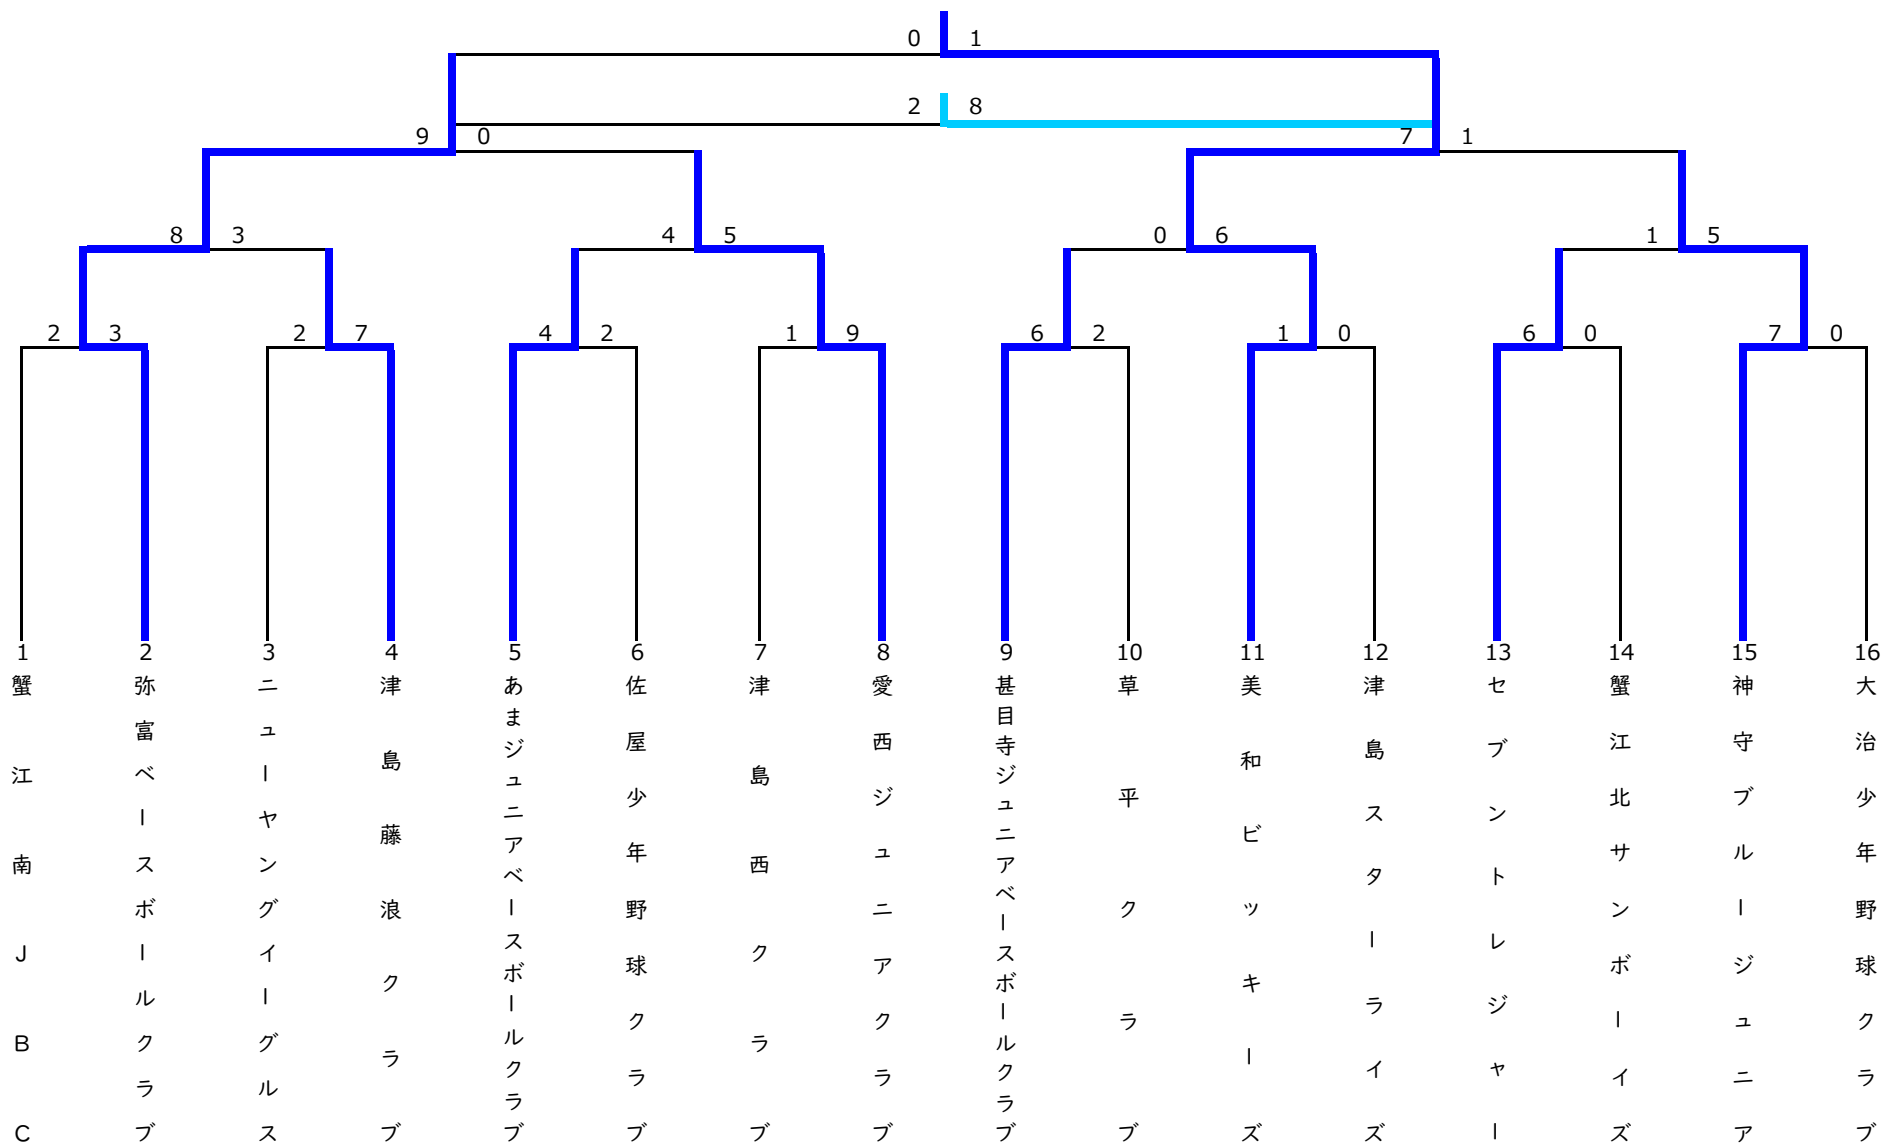 0 1
2 8
9 0 7 1
8 3 4 5 0 6 1 5
2 3 2 7 4 2 1 9 6 2 1 0 6 0 7 0
1 2 3 4 5 6 7 8 9 10 11 12 13 14 15 16
蟹江南JBC
弥富ベースボールクラブ
ニューヤングイーグルス
津島藤浪クラブ
あまジュニアベースボールクラブ
佐屋少年野球クラブ
津島西クラブ
愛西ジュニアクラブ
甚目寺ジュニアベースボールクラブ
草平クラブ
美和ビッキーズ
津島スターライズ
セブントレジャー
蟹江北サンボーイズ
神守ブルージュニア
大治少年野球クラブ